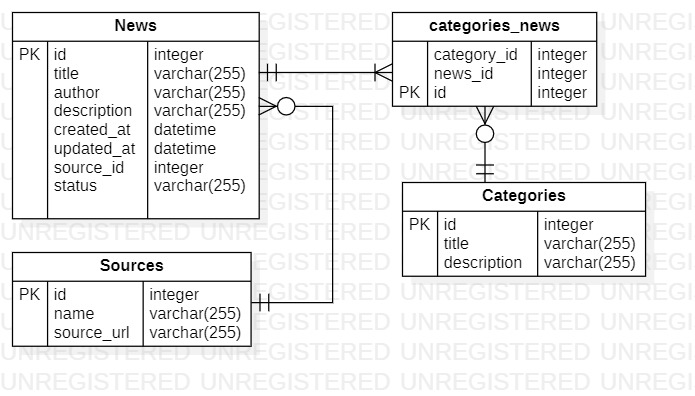 News
PK id integer
title varchar(255)
author varchar(255)
description varchar(255)
created_at datetime
updated_at datetime
source_id integer
status varchar(255)
categories_news
category_id integer
news_id integer
PK id integer
Categories
PK id integer
title varchar(255)
description varchar(255)
Sources
PK id integer
name varchar(255)
source_url varchar(255)
UNREGISTERED UNREGISTERED UNREGISTERED UNREGI